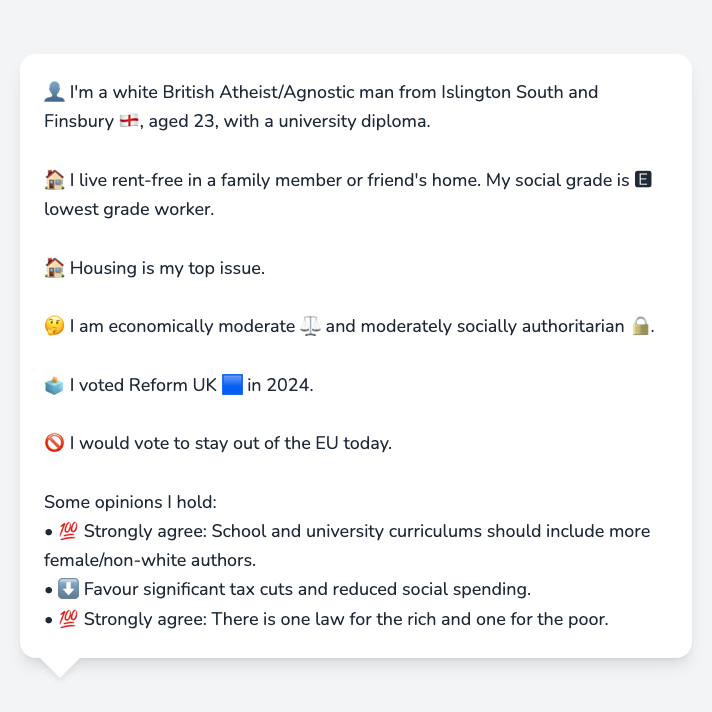 👤 I'm a white British Atheist/Agnostic man from Islington South and
Finsbury 🏴󠁧󠁢󠁥󠁮󠁧󠁿, aged 23, with a university diploma.
🏠 I live rent-free in a family member or friend's home. My social grade is 🅴
lowest grade worker.
🏠 Housing is my top issue.
🤔 I am economically moderate ⚖️ and moderately socially authoritarian 🔒.
🗳️ I voted Reform UK 🟦 in 2024.
🚫 I would vote to stay out of the EU today.
Some opinions I hold:
• 💯 Strongly agree: School and university curriculums should include more
female/non-white authors.
• ⬇️ Favour significant tax cuts and reduced social spending.
• 💯 Strongly agree: There is one law for the rich and one for the poor.